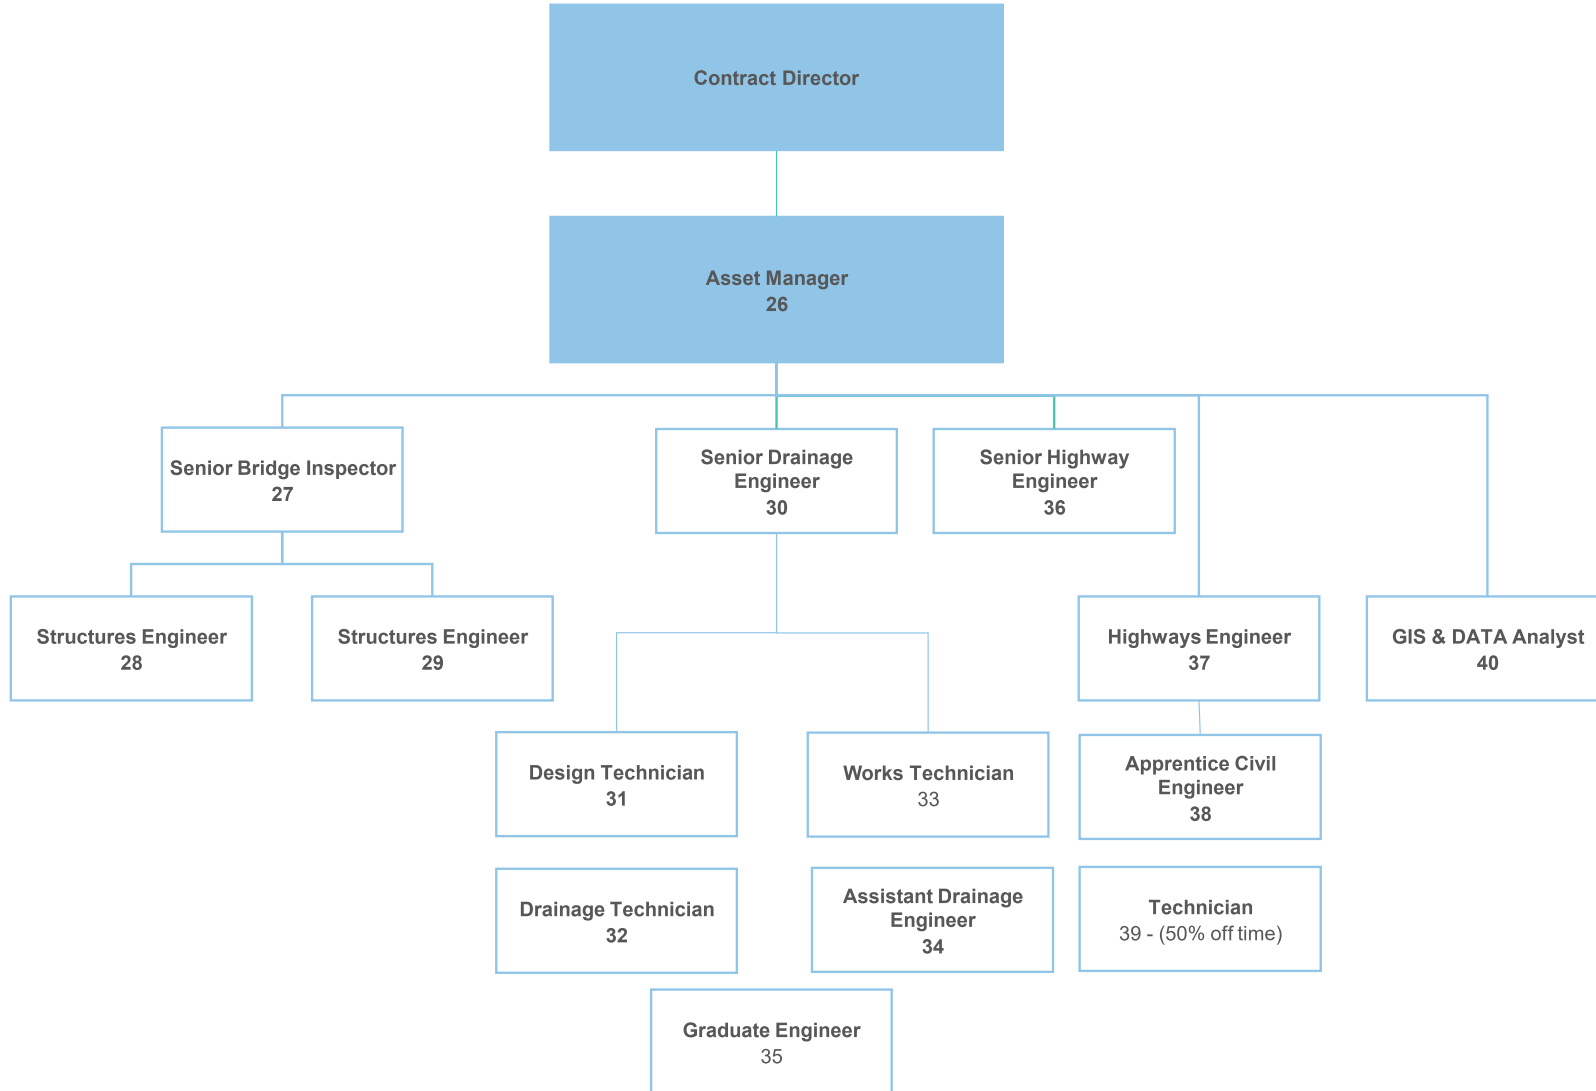 Contract Director
Asset Manager
26
Senior Bridge Inspector
27
Senior Drainage
Engineer
30
Senior Highway
Engineer
36
Structures Engineer
28
Structures Engineer
29
Highways Engineer
37
GIS & DATA Analyst
40
Design Technician
31
Works Technician
33
Apprentice Civil
Engineer
38
Drainage Technician
32
Assistant Drainage
Engineer
34
Technician
39 - (50% off time)
Graduate Engineer
35